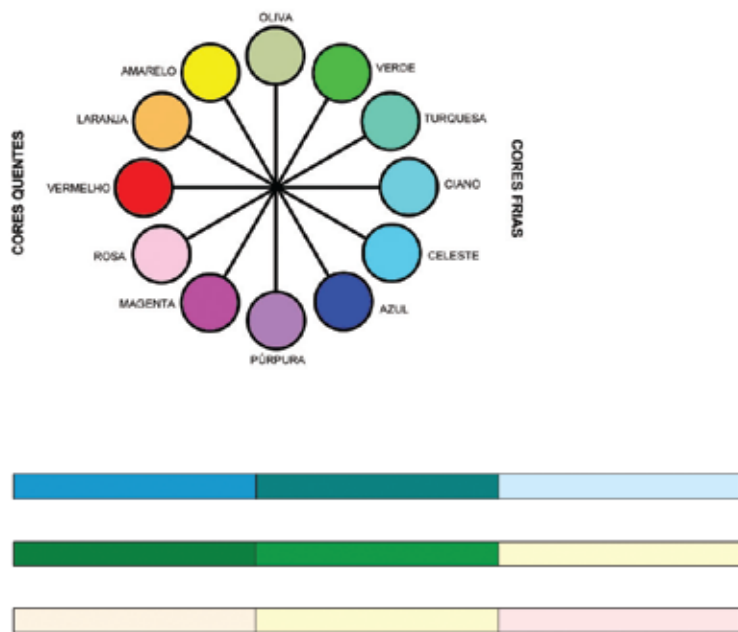 OLIVA
AMARELO
VERDE
LARANJA
TURQUESA
CORES QUENTES
VERMELHO
CIANO
CORES FRIAS
ROSA
CELESTE
MAGENTA
AZUL
PÚRPURA